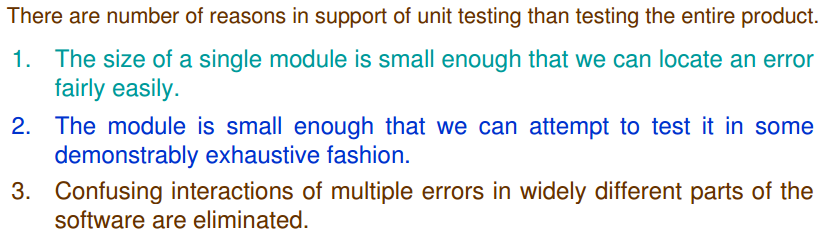 There are number of reasons in support of unit testing than testing the entire product.
1. The size of a single module is small enough that we can locate an error
fairly easily.
2. The module is small enough that we can attempt to test it in some
demonstrably exhaustive fashion.
3. Confusing interactions of multiple errors in widely different parts of the
software are eliminated.